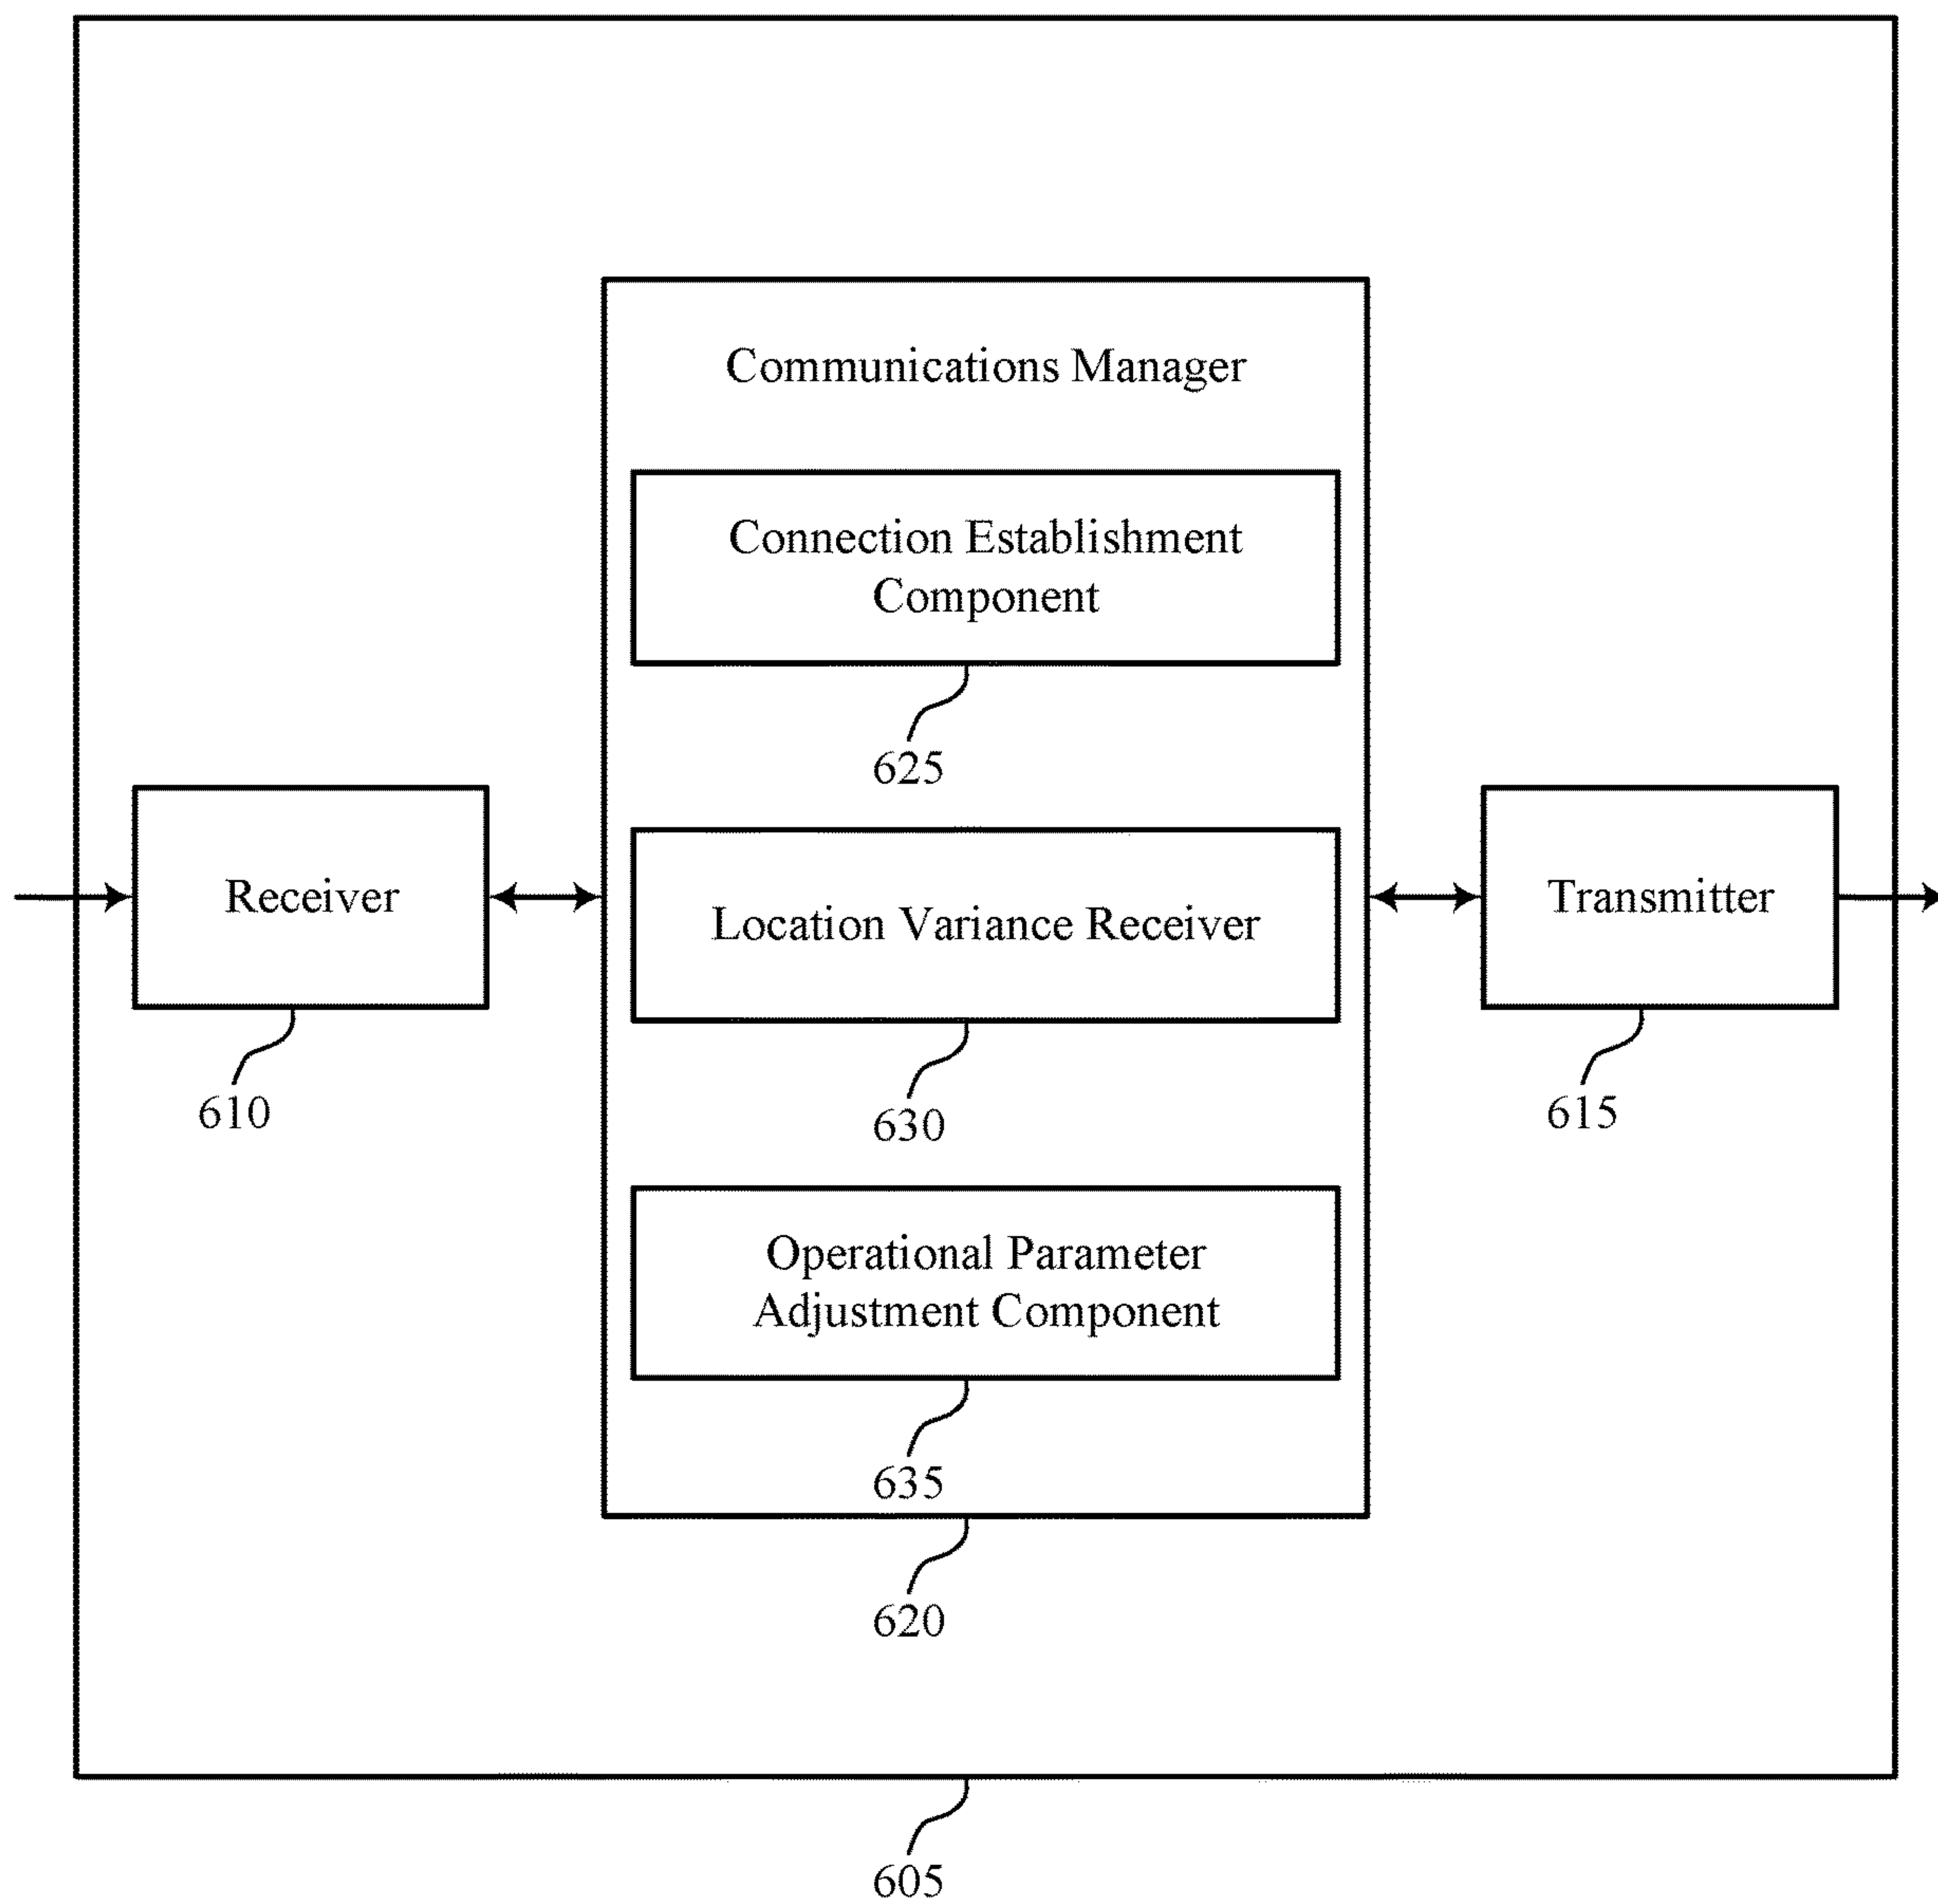 Communications Manager
Connection Establishment
Component
625
Receiver
610
Location Variance Receiver
630
Transmitter
615
Operational Parameter
Adjustment Component
635
620
605